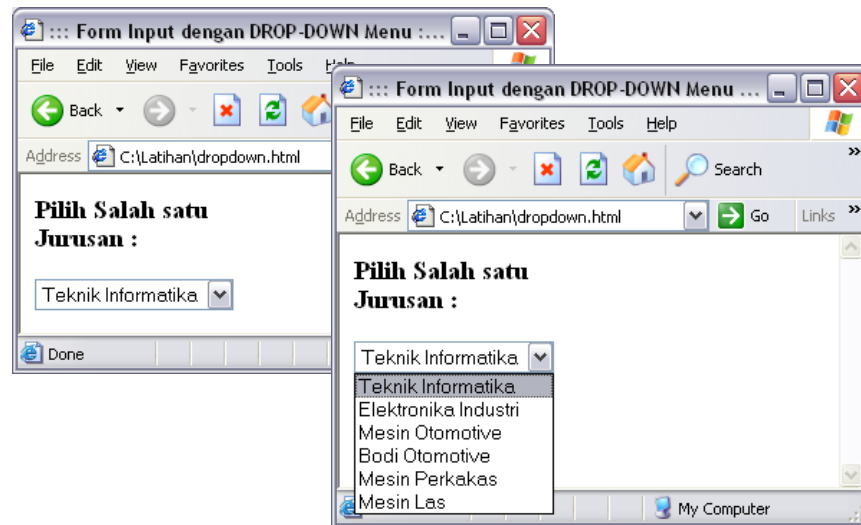 ::: Form Input dengan DROP-DOWN Menu :...
File Edit View Favorites Tools Help
Back
Address C:\Latihan\dropdown.html
Pilih Salah satu
Jurusan :
Teknik Informatika
Done
::: Form Input dengan DROP-DOWN Menu ...
File Edit View Favorites Tools Help
Back Search »
Address C:\Latihan\dropdown.html Go Links »
Pilih Salah satu
Jurusan :
Teknik Informatika
Teknik Informatika
Elektronika Industri
Mesin Otomotive
Bodi Otomotive
Mesin Perkakas
Mesin Las
My Computer